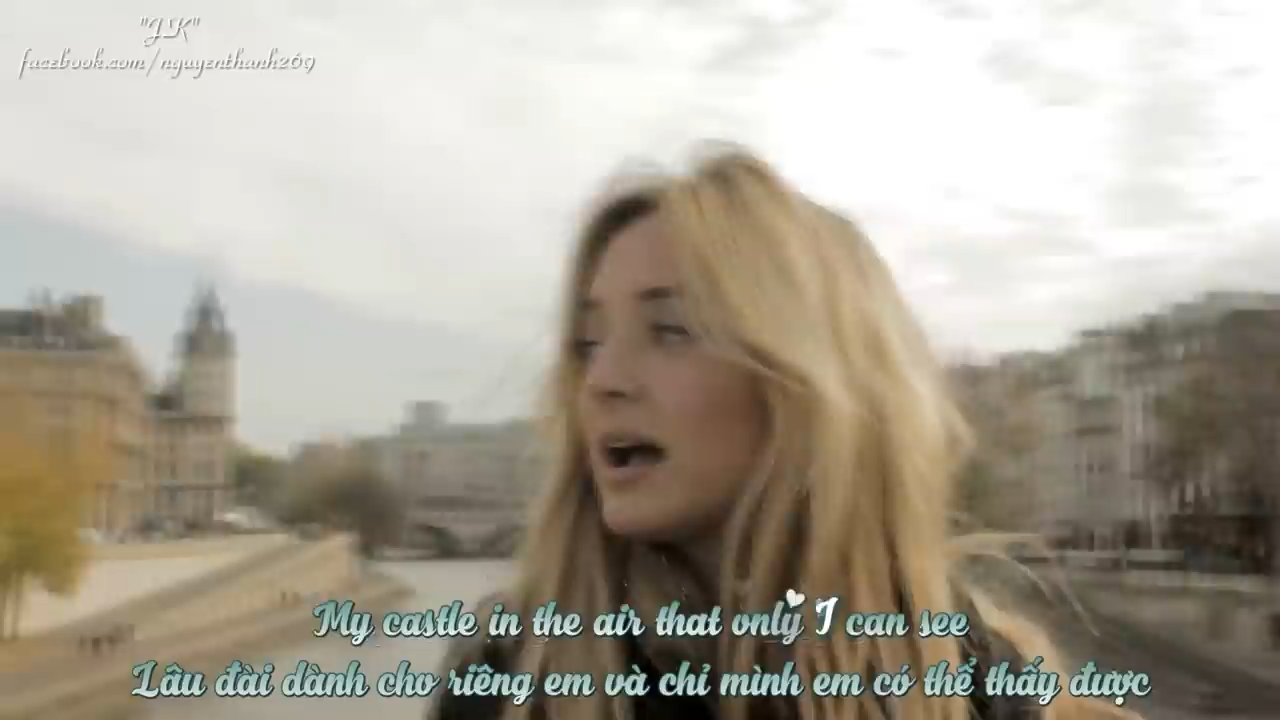 "JSK"
facebook.com/nguyenthanh269
My castle in the air that only I can see
Lâu đài dành cho riêng em và chỉ mình em có thể thấy được